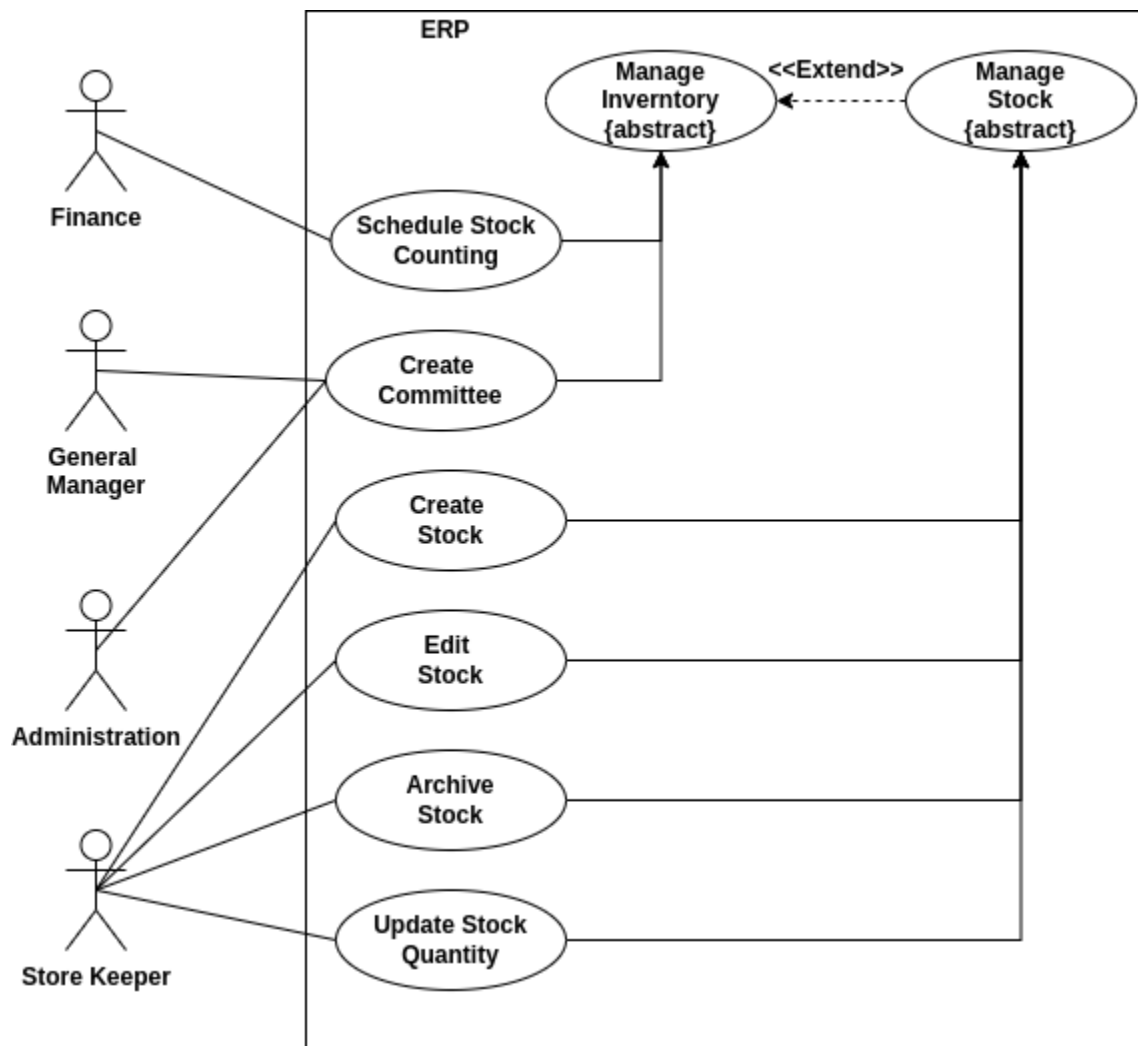 ERP
Manage
Inverntory
{abstract}
<<Extend>>
Manage
Stock
{abstract}
Finance
Schedule Stock
Counting
General
Manager
Create
Committee
Create
Stock
Administration
Edit
Stock
Archive
Stock
Store Keeper
Update Stock
Quantity